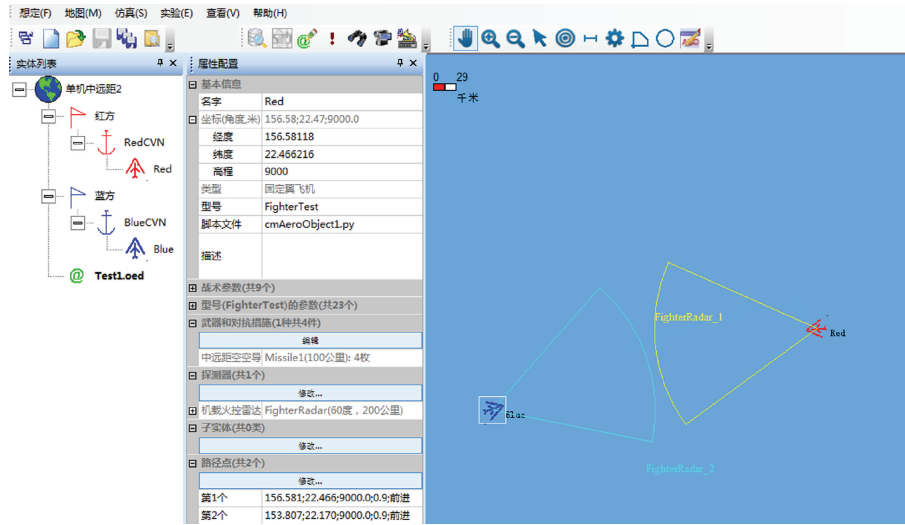 想定(F) 地图(M) 仿真(S) 实验(E) 查看(V) 帮助(H)
实体列表
单机中远距2
红方
RedCVN
Red
蓝方
BlueCVN
Blue
@ Test1.oed
属性配置
基本信息
名字 Red
坐标(角度,米) 156.58;22.47;9000.0
经度 156.58118
纬度 22.466216
高程 9000
类型 固定翼飞机
型号 FighterTest
脚本文件 cmAeroObject1.py
描述
战术参数(共9个)
型号(FighterTest)的参数(共23个)
武器和对抗措施(1种共4件)
编辑
中远距空空导 Missile1(100公里): 4枚
探测器(共1个)
修改...
机载火控雷达 FighterRadar(60度，200公里)
子实体(共0类)
修改...
路径点(共2个)
修改...
第1个 156.581;22.466;9000.0;0.9;前进
第2个 153.807;22.170;9000.0;0.9;前进
0 29
千米
FighterRadar_1
Red
Blue
FighterRadar_2